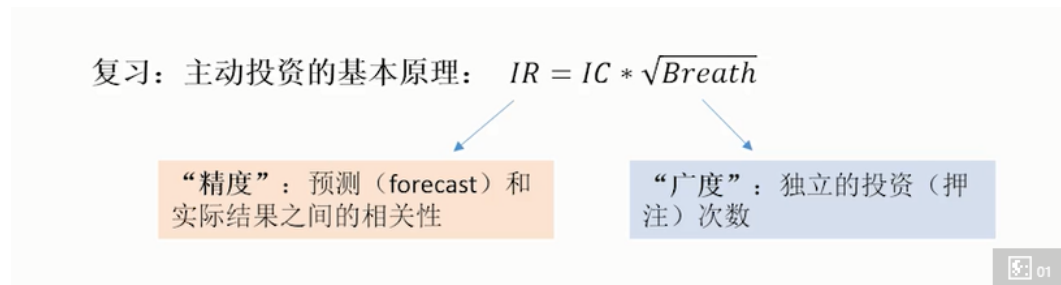 复习：主动投资的基本原理： IR = IC * √Breath
“精度”：预测（forecast）和
实际结果之间的相关性
“广度”：独立的投资（押
注）次数
01